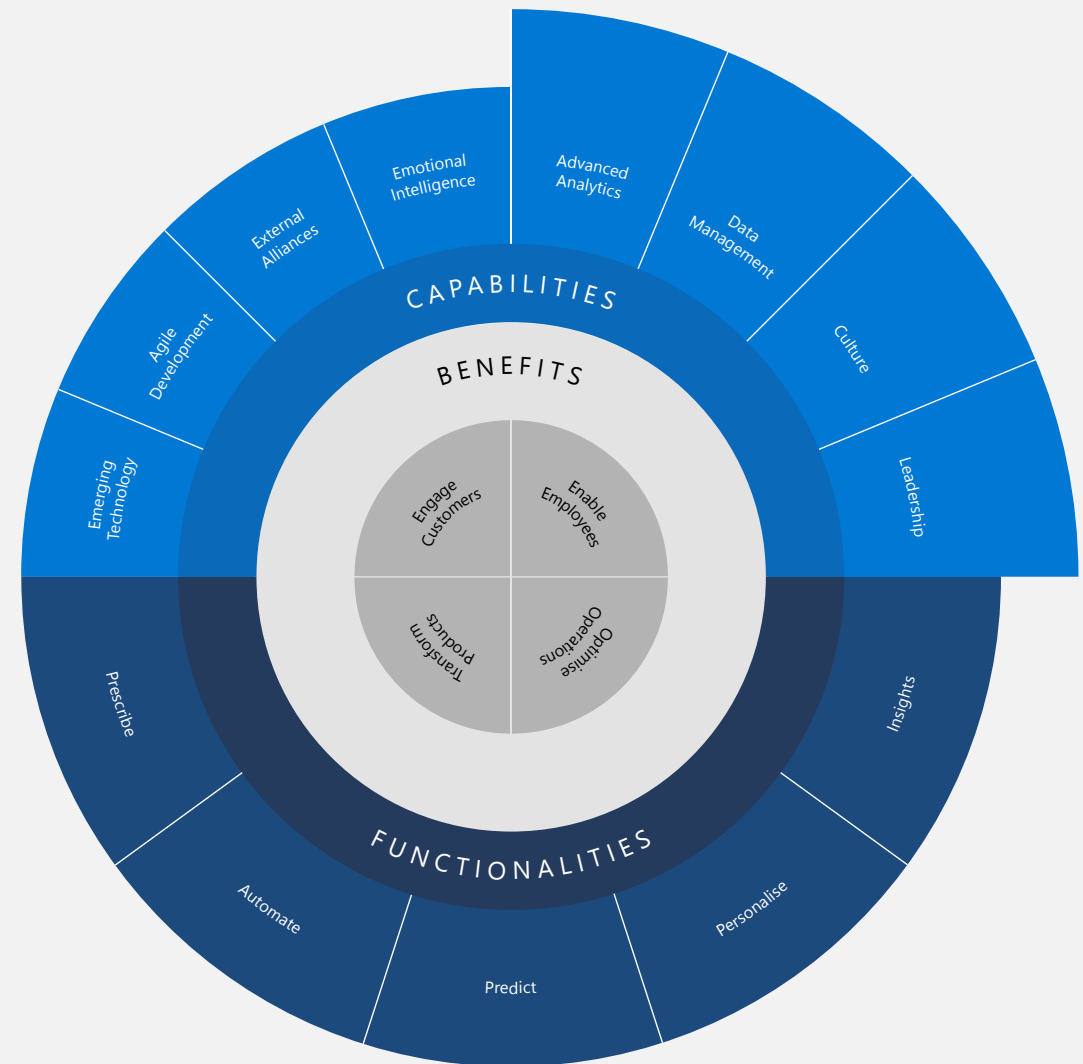 Emotional
Intelligence
Advanced
Analytics
External
Alliances
Data
Management
CAPABILITIES
Agile
Development
Culture
BENEFITS
Emerging
Technology
Leadership
Engage
Customers
Enable
Employees
Transform
Products
Optimise
Operations
Prescribe
Insights
FUNCTIONALITIES
Automate
Personalise
Predict